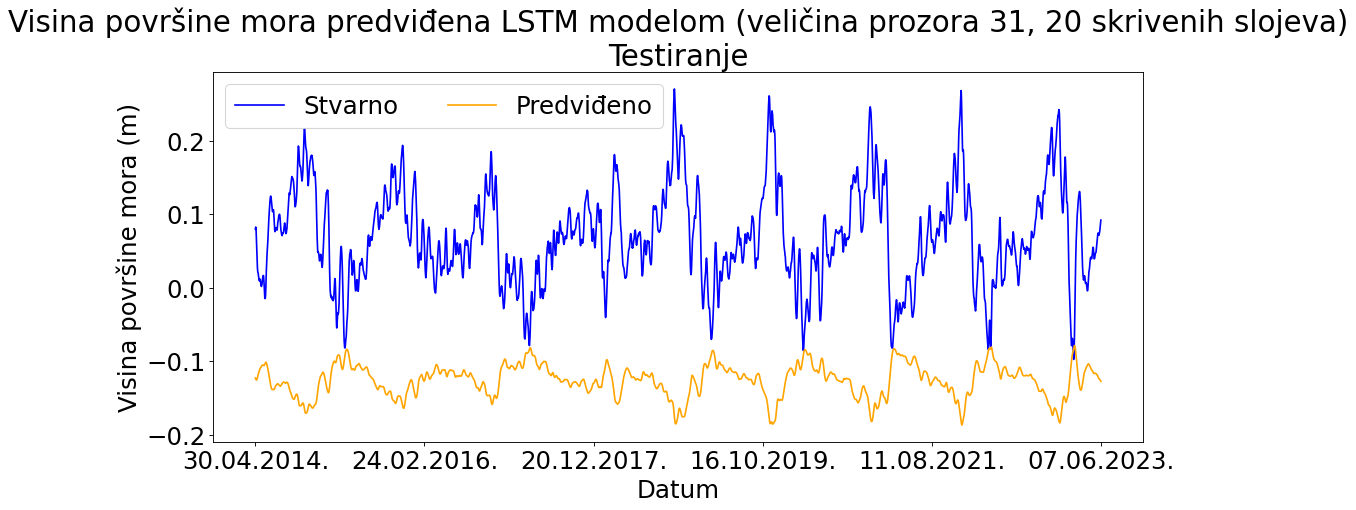 Visina površine mora predviđena LSTM modelom (veličina prozora 31, 20 skrivenih slojeva)
Testiranje
Stvarno
Predviđeno
Visina površine mora (m)
0.2
0.1
0.0
−0.1
−0.2
30.04.2014.
24.02.2016.
20.12.2017.
16.10.2019.
11.08.2021.
07.06.2023.
Datum